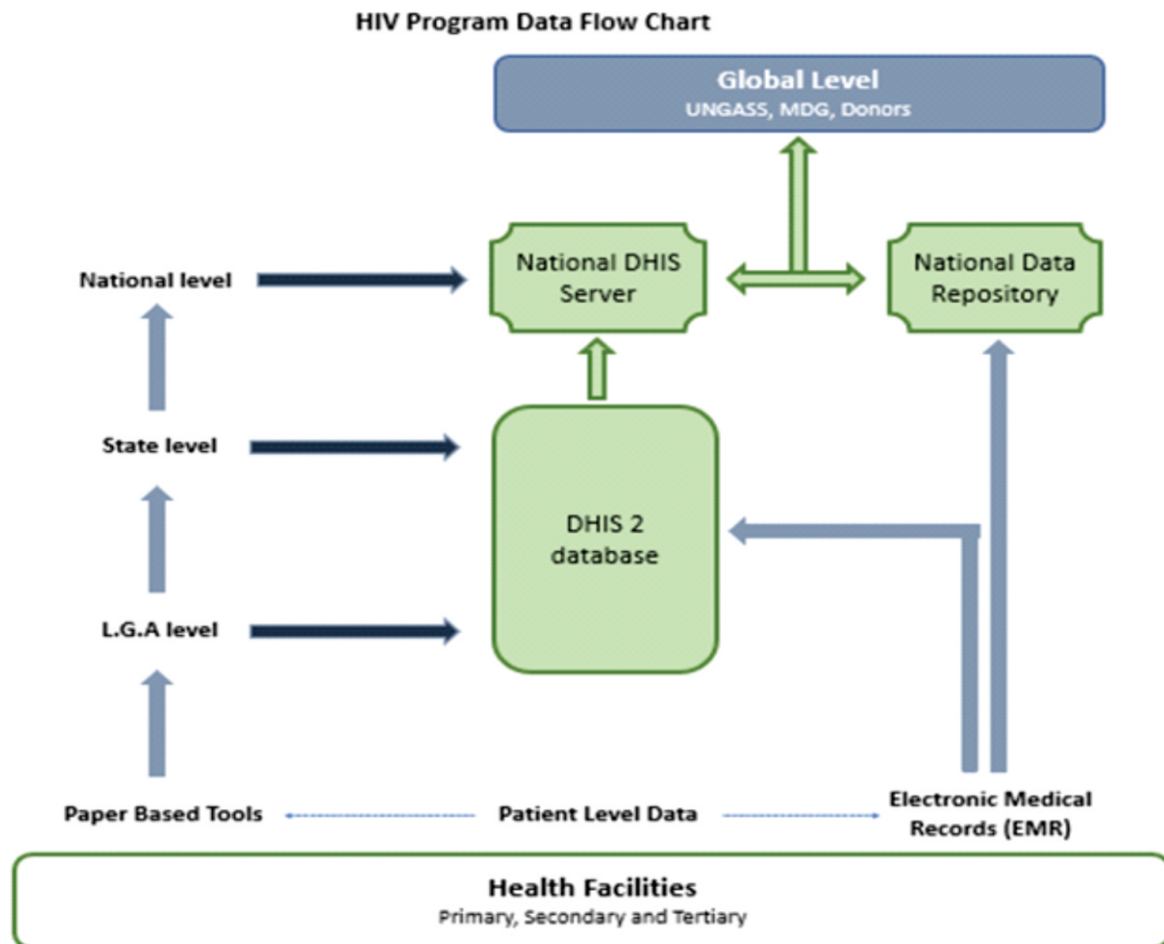 HIV Program Data Flow Chart
Global Level
UNGASS, MDG, Donors
National level
National DHIS
Server
National Data
Repository
State level
DHIS 2
database
L.G.A level
Paper Based Tools
Patient Level Data
Electronic Medical
Records (EMR)
Health Facilities
Primary, Secondary and Tertiary